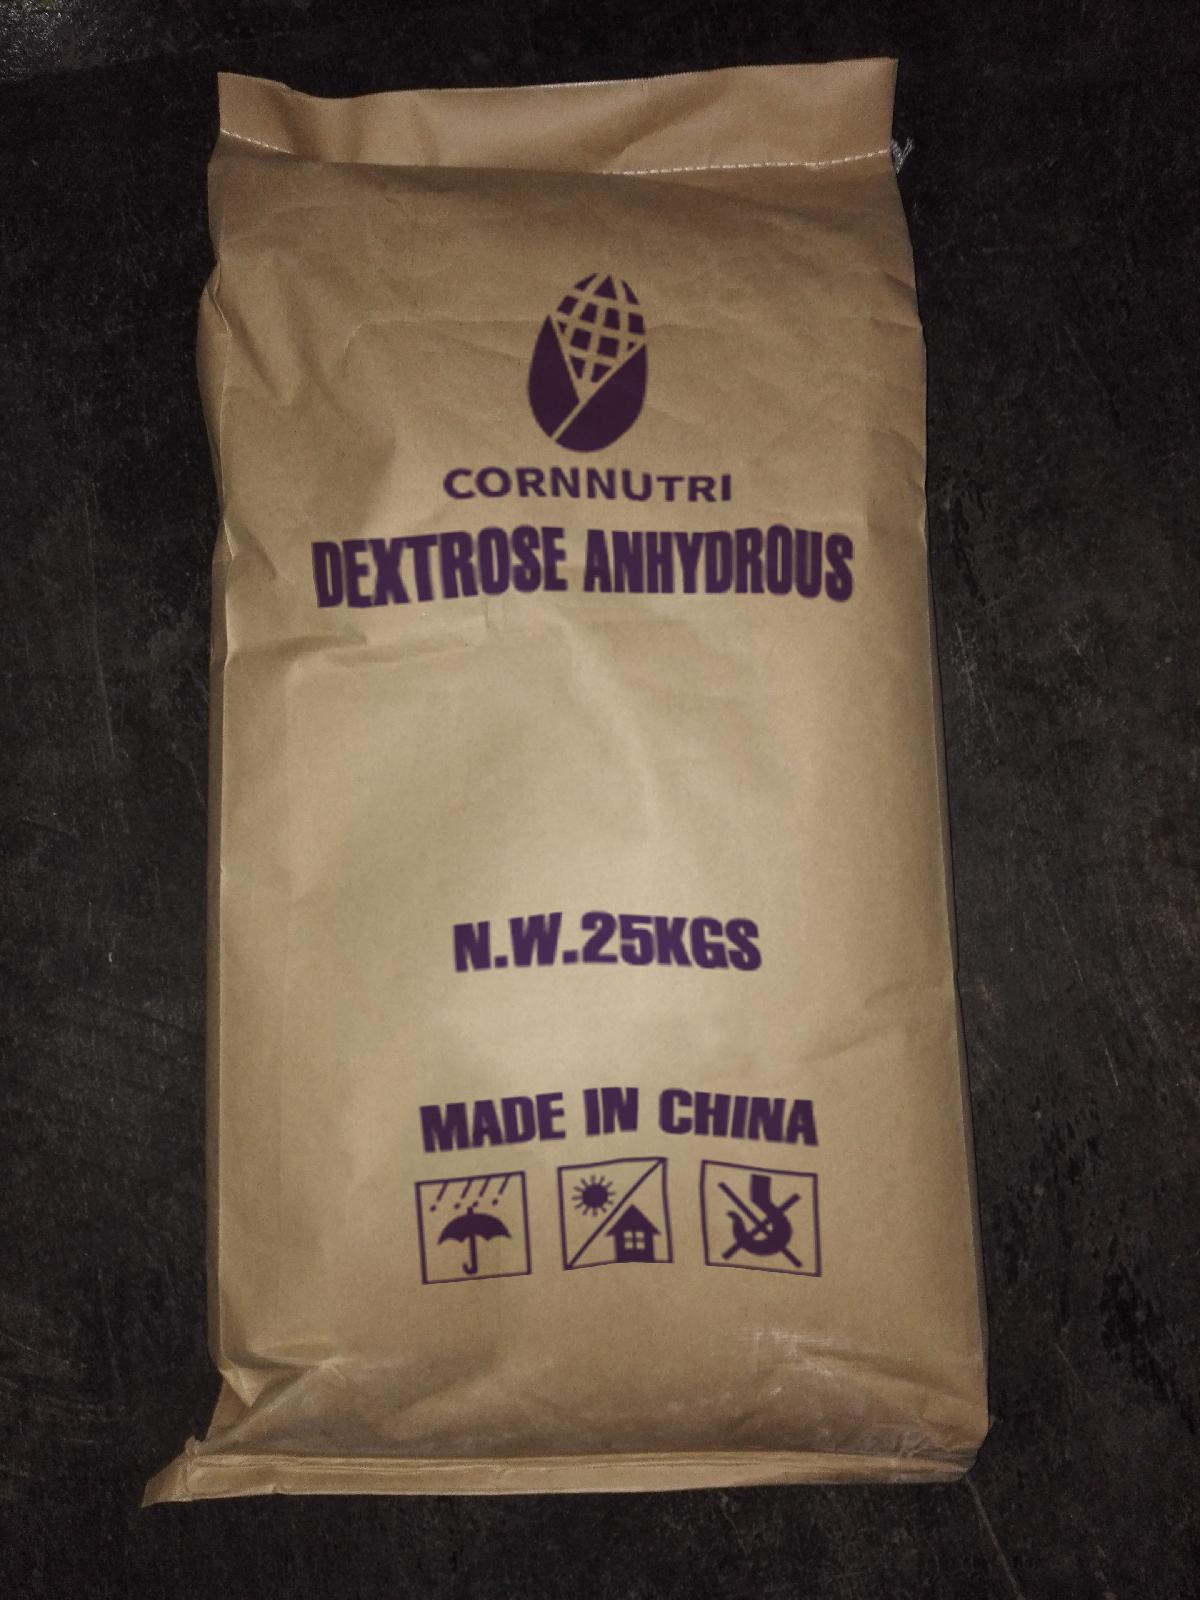 CORNNUTRI
DEXTROSE ANHYDROUS
N.W.25KGS
MADE IN CHINA